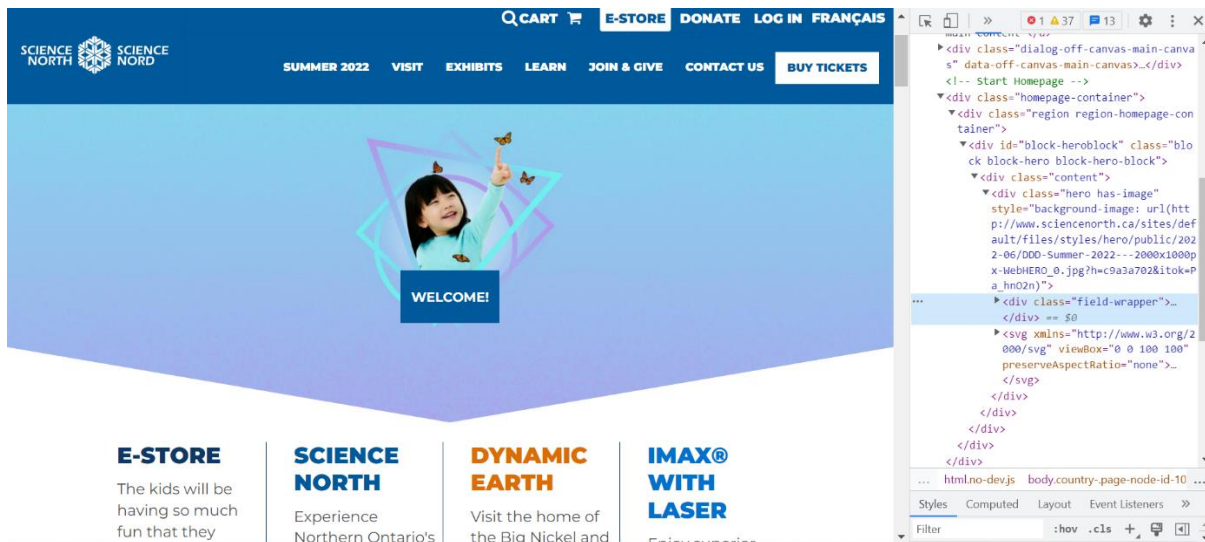 CART E-STORE DONATE LOG IN FRANÇAIS
SCIENCE NORTH SCIENCE NORD
SUMMER 2022 VISIT EXHIBITS LEARN JOIN & GIVE CONTACT US BUY TICKETS
WELCOME!
E-STORE
The kids will be
having so much
fun that they
SCIENCE
NORTH
Experience
Northern Ontario's
DYNAMIC
EARTH
Visit the home of
the Big Nickel and
IMAX®
WITH
LASER
Enjoy superior
» 1 37 13
main content </a>
<div class="dialog-off-canvas-main-canva
s" data-off-canvas-main-canvas>…</div>
<!-- Start Homepage -->
<div class="homepage-container">
<div class="region region-homepage-con
tainer">
<div id="block-heroblock" class="blo
ck block-hero block-hero-block">
<div class="content">
<div class="hero has-image"
style="background-image: url(htt
p://www.sciencenorth.ca/sites/def
ault/files/styles/hero/public/202
2-06/DDD-Summer-2022---2000x1000p
x-WebHERO_0.jpg?h=c9a3a702&itok=P
a_hnO2n)">
… <div class="field-wrapper">…
</div> == $0
<svg xmlns="http://www.w3.org/2
000/svg" viewBox="0 0 100 100"
preserveAspectRatio="none">…
</svg>
</div>
</div>
</div>
</div>
</div>
… html.no-dev.js body.country-.page-node-id-10 …
Styles Computed Layout Event Listeners »
Filter :hov .cls +